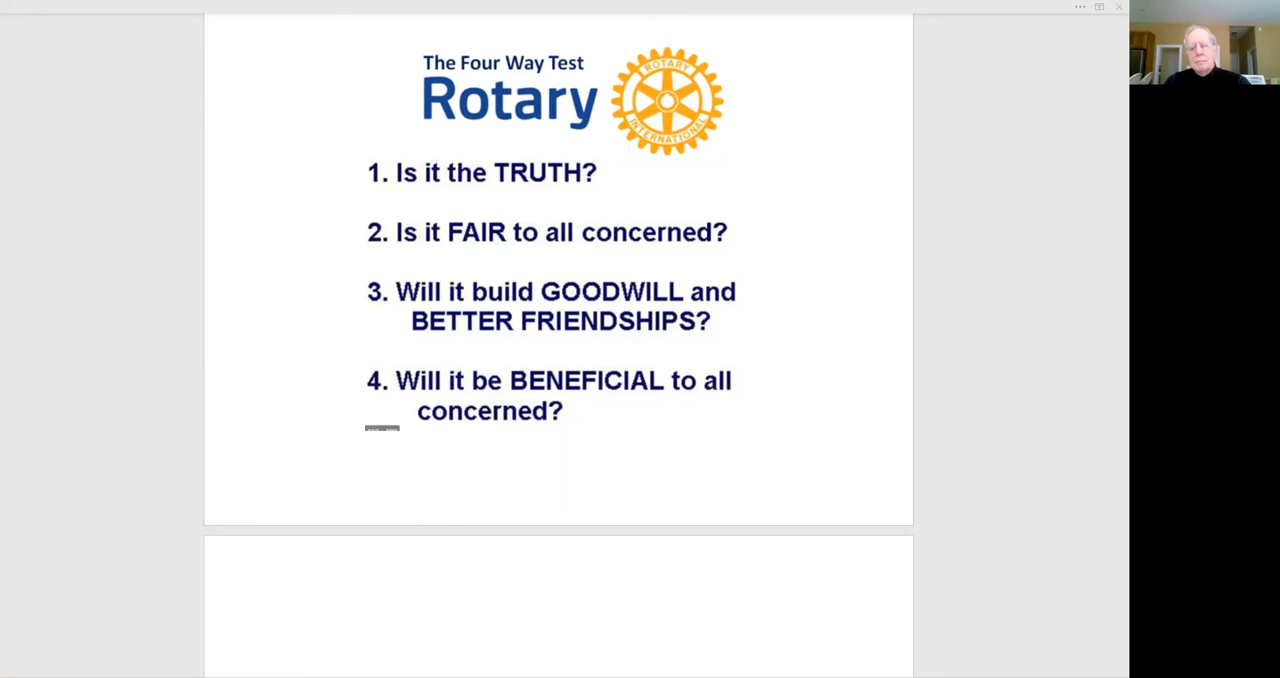 The Four Way Test
Rotary
ROTARY
INTERNATIONAL
1. Is it the TRUTH?
2. Is it FAIR to all concerned?
3. Will it build GOODWILL and
BETTER FRIENDSHIPS?
4. Will it be BENEFICIAL to all
concerned?